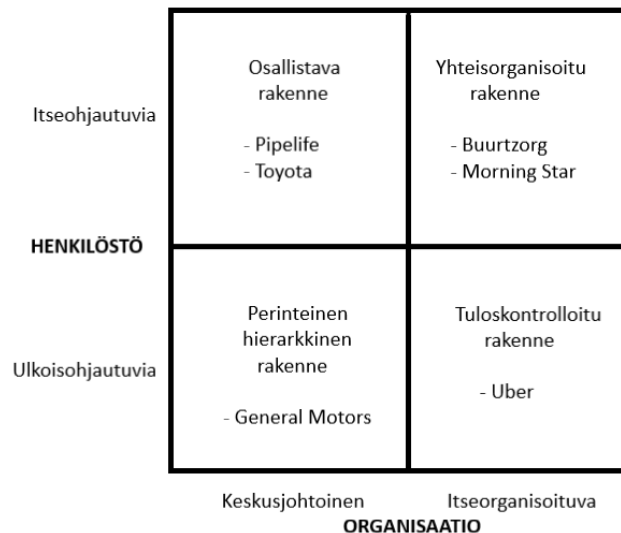 Osallistava
rakenne
- Pipelife
- Toyota
Yhteisorganisoitu
rakenne
- Buurtzorg
- Morning Star
Itseohjautuvia
HENKILÖSTÖ
Perinteinen
hierarkkinen
rakenne
- General Motors
Tuloskontrolloitu
rakenne
- Uber
Ulkoisohjautuvia
Keskusjohtoinen
Itseorganisoituva
ORGANISAATIO